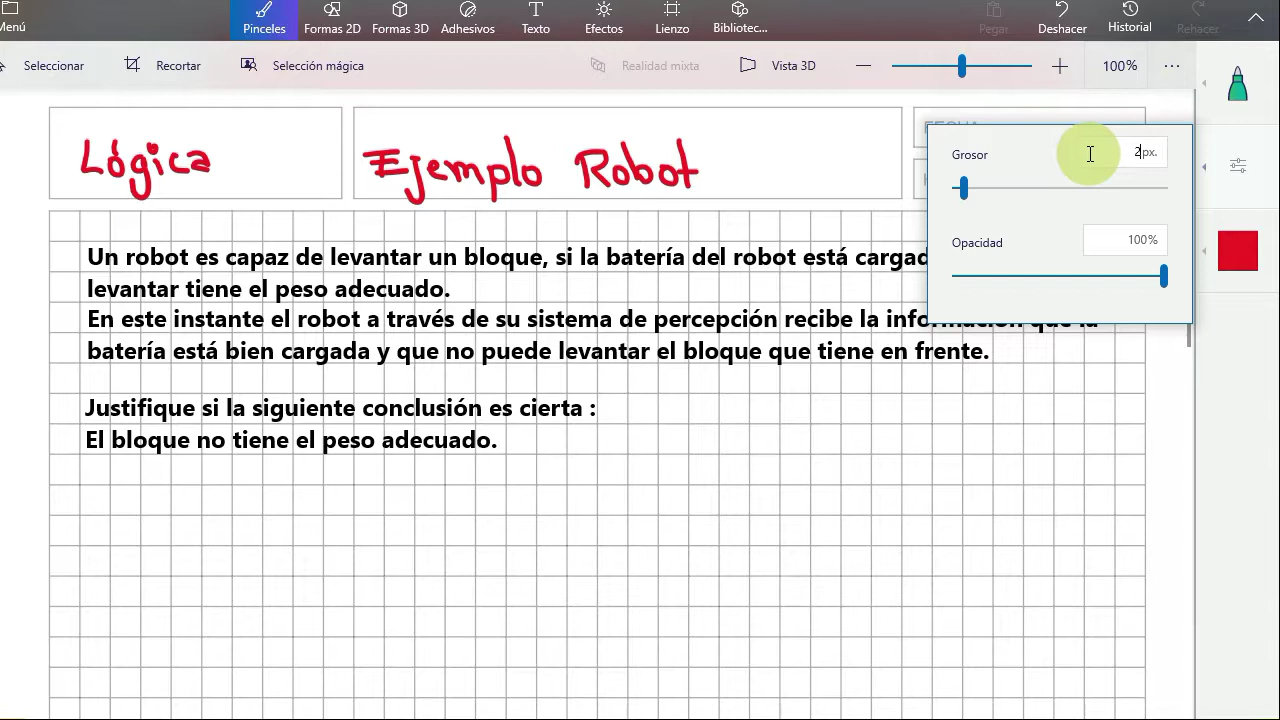 Menú
Pinceles Formas 2D Formas 3D Adhesivos Texto Efectos Lienzo Bibliotec... Pegar Deshacer Historial Rehacer
Seleccionar Recortar Selección mágica Realidad mixta Vista 3D 100% ...
Lógica Ejemplo Robot
Grosor 2px.
Opacidad 100%
Un robot es capaz de levantar un bloque, si la batería del robot está cargad
levantar tiene el peso adecuado.
En este instante el robot a través de su sistema de percepción recibe la información que la
batería está bien cargada y que no puede levantar el bloque que tiene en frente.
Justifique si la siguiente conclusión es cierta :
El bloque no tiene el peso adecuado.